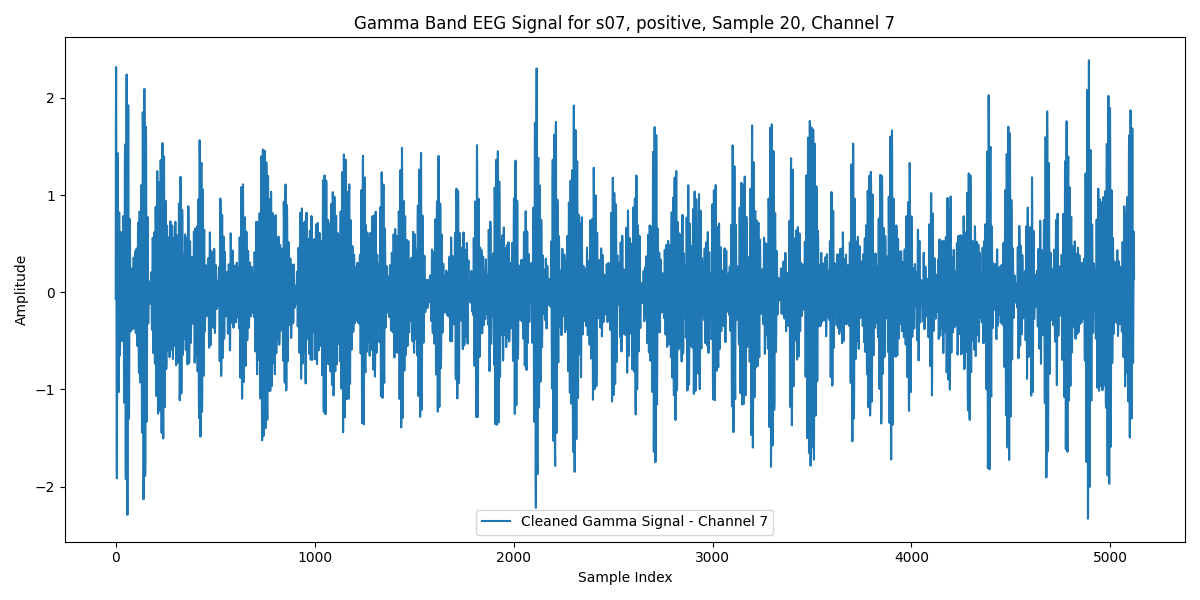 Gamma Band EEG Signal for s07, positive, Sample 20, Channel 7
2
1
0
−1
−2
Amplitude
Cleaned Gamma Signal - Channel 7
0 1000 2000 3000 4000 5000
Sample Index